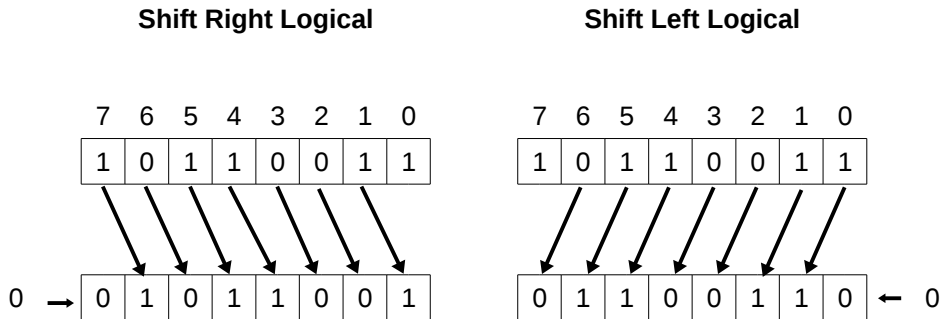 Shift Right Logical Shift Left Logical
7 6 5 4 3 2 1 0 7 6 5 4 3 2 1 0
1 0 1 1 0 0 1 1 1 0 1 1 0 0 1 1
0 0 1 0 1 1 0 0 1 0 1 1 0 0 1 1 0 0